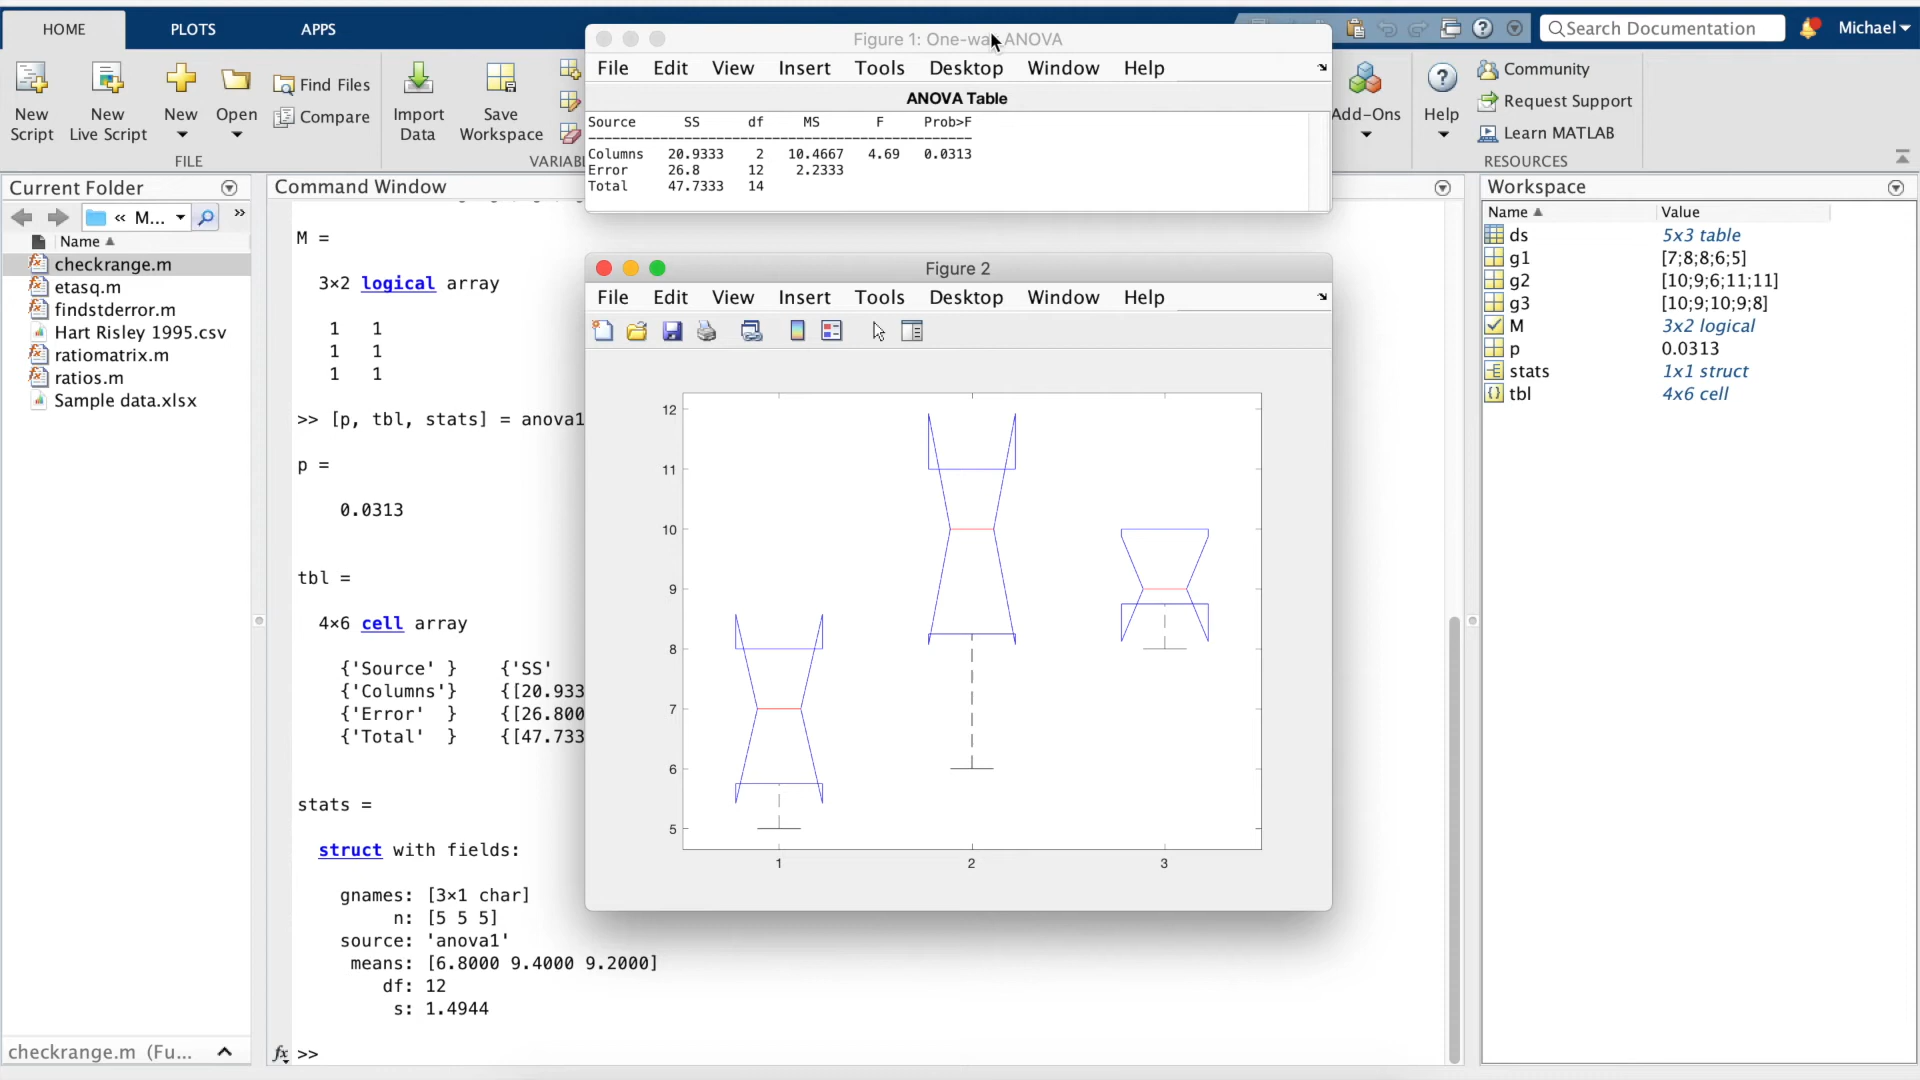 HOME PLOTS APPS
Search Documentation
Michael
New Script
New Live Script
New
Open
Find Files
Compare
FILE
Import Data
Save Workspace
VARIAB
Add-Ons
Help
Community
Request Support
Learn MATLAB
RESOURCES
Figure 1: One-wa ANOVA
File Edit View Insert Tools Desktop Window Help
ANOVA Table
Source SS df MS F Prob>F
Columns 20.9333 2 10.4667 4.69 0.0313
Error 26.8 12 2.2333
Total 47.7333 14
Current Folder
« M...
»
Name
checkrange.m
etasq.m
findstderror.m
Hart Risley 1995.csv
ratiomatrix.m
ratios.m
Sample data.xlsx
checkrange.m (Fu...
Command Window
M =
3×2 logical array
1 1
1 1
1 1
>> [p, tbl, stats] = anova1
p =
0.0313
tbl =
4×6 cell array
{'Source' } {'SS'
{'Columns'} {[20.933
{'Error' } {[26.800
{'Total' } {[47.733
stats =
struct with fields:
gnames: [3×1 char]
n: [5 5 5]
source: 'anova1'
means: [6.8000 9.4000 9.2000]
df: 12
s: 1.4944
fx >>
Figure 2
File Edit View Insert Tools Desktop Window Help
12
11
10
9
8
7
6
5
1 2 3
Workspace
Name Value
ds 5x3 table
g1 [7;8;8;6;5]
g2 [10;9;6;11;11]
g3 [10;9;10;9;8]
M 3x2 logical
p 0.0313
stats 1x1 struct
tbl 4x6 cell